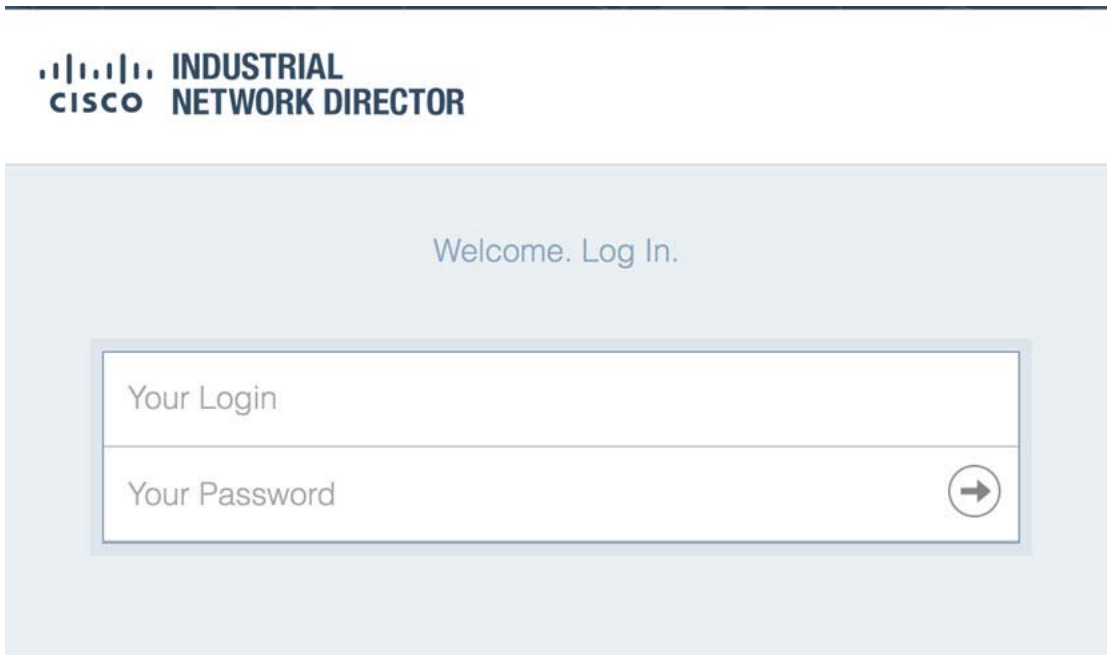 CISCO INDUSTRIAL
NETWORK DIRECTOR
Welcome. Log In.
Your Login
Your Password